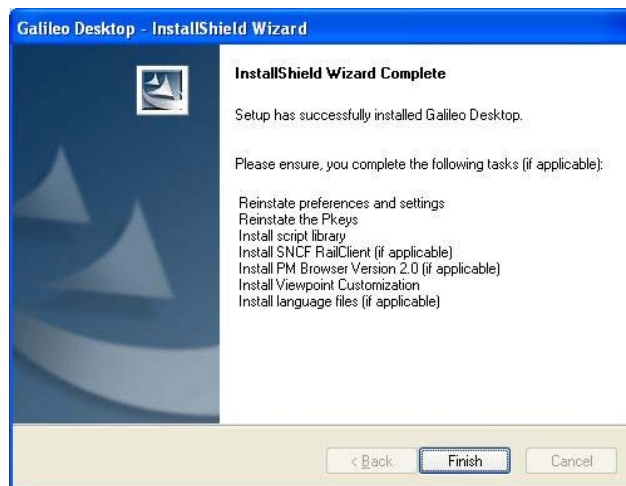 Galileo Desktop - InstallShield Wizard
InstallShield Wizard Complete
Setup has successfully installed Galileo Desktop.
Please ensure, you complete the following tasks (if applicable):
Reinstate preferences and settings
Reinstate the Pkeys
Install script library
Install SNCF RailClient (if applicable)
Install PM Browser Version 2.0 (if applicable)
Install Viewpoint Customization
Install language files (if applicable)
< Back
Finish
Cancel